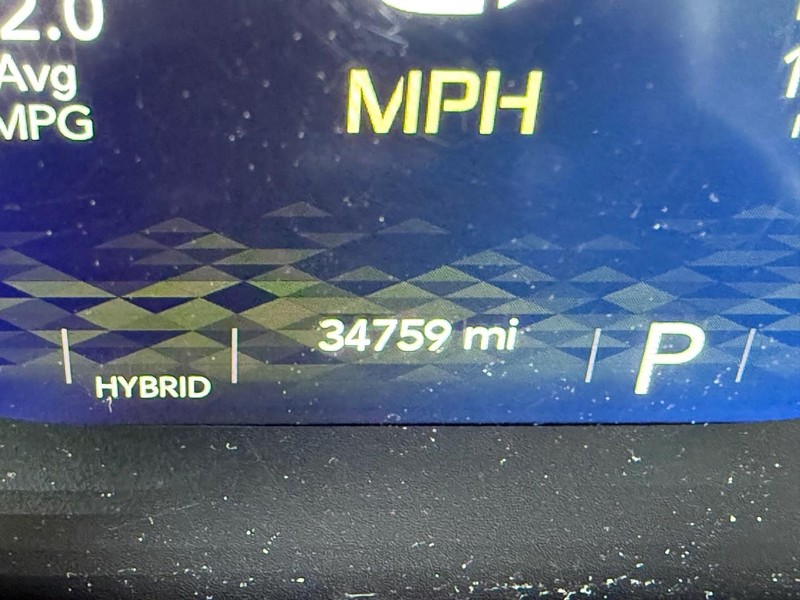 2.0
Avg
MPG
MPH
34759 mi
HYBRID
P